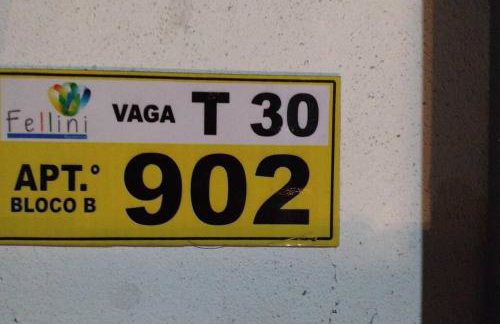 Fellini VAGA T 30
APT.° 902
BLOCO B